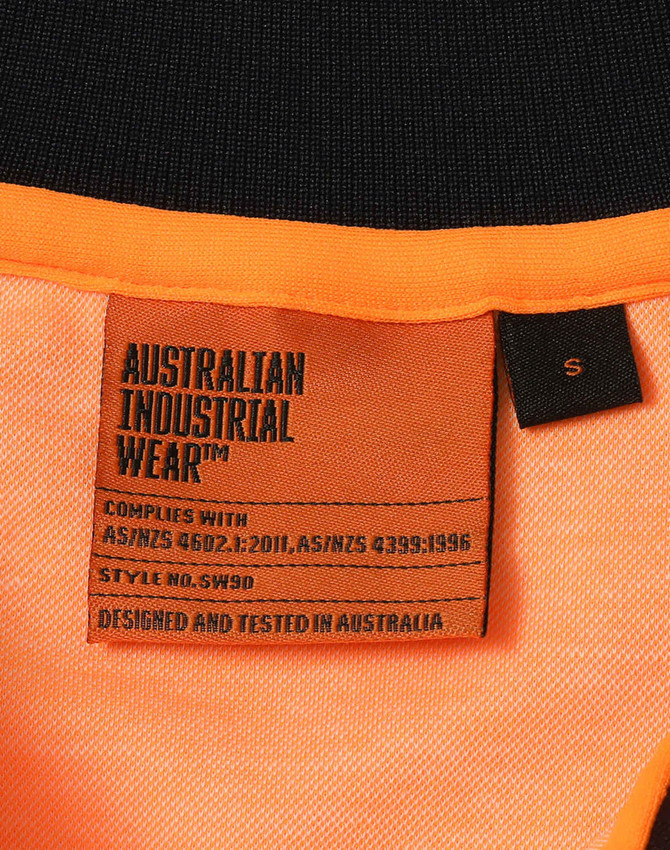 AUSTRALIAN
INDUSTRIAL
WEAR™
COMPLIES WITH
AS/NZS 4602.1:2011, AS/NZS 4399:1996
STYLE NO. SW90
DESIGNED AND TESTED IN AUSTRALIA
S